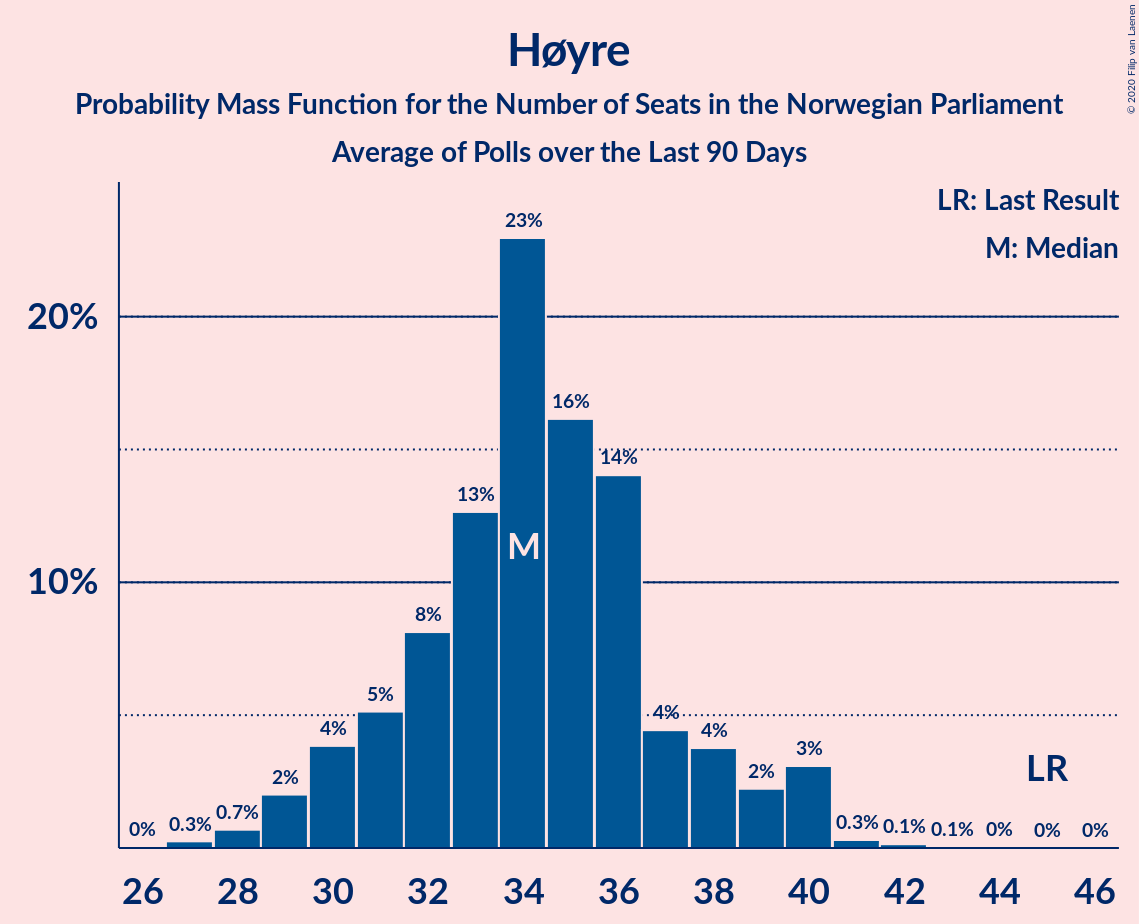 Høyre
Probability Mass Function for the Number of Seats in the Norwegian Parliament
Average of Polls over the Last 90 Days
© 2020 Filip van Laenen
LR: Last Result
M: Median
20%
10%
0%
0.3%
0.7%
2%
4%
5%
8%
13%
23%
16%
14%
4%
4%
2%
3%
0.3%
0.1%
0.1%
0%
0%
0%
M
LR
26 28 30 32 34 36 38 40 42 44 46